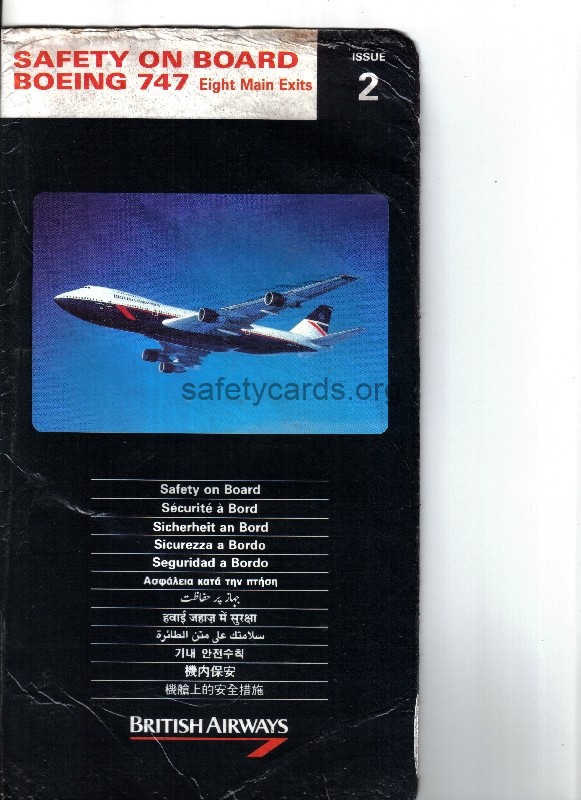 SAFETY ON BOARD
BOEING 747 Eight Main Exits
ISSUE
2
safetycards.org
Safety on Board
Sécurité à Bord
Sicherheit an Bord
Sicurezza a Bordo
Seguridad a Bordo
Ασφάλεια κατά την πτήση
جہاز پر حفاظت
हवाई जहाज़ में सुरक्षा
سلامتك على متن الطائرة
기내 안전수칙
機內保安
機艙上的安全措施
BRITISH AIRWAYS